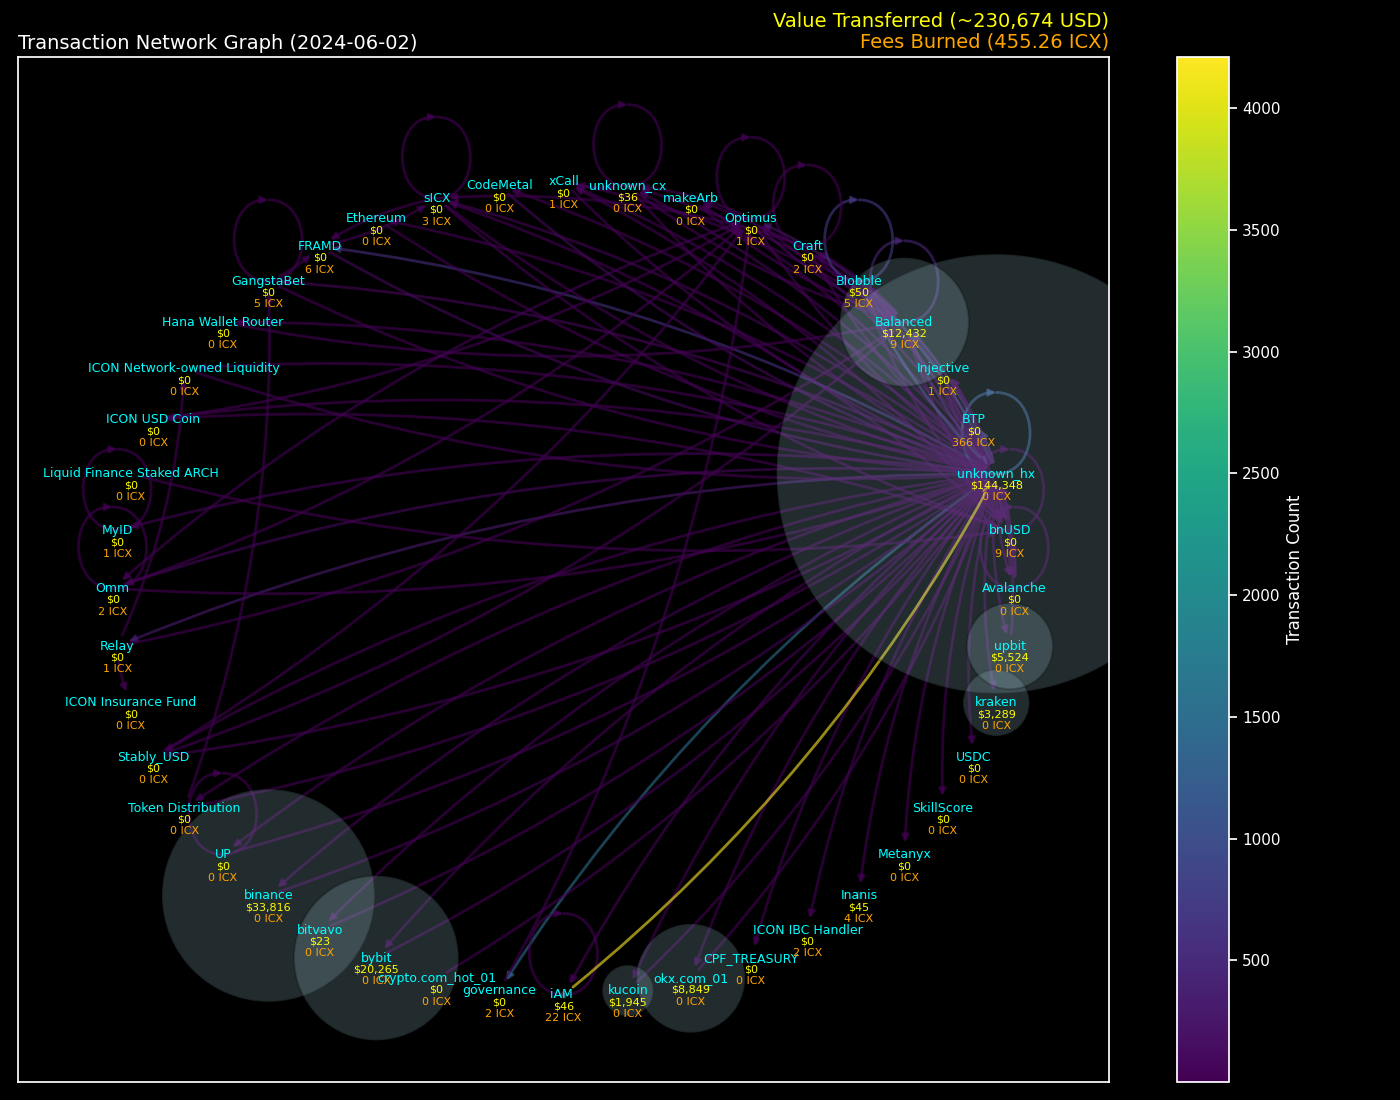 Value Transferred (~230,674 USD)
Transaction Network Graph (2024-06-02)
Fees Burned (455.26 ICX)
CodeMetal
$0
0 ICX
xCall
$0
1 ICX
unknown_cx
$36
0 ICX
sICX
$0
3 ICX
makeArb
$0
0 ICX
Ethereum
$0
0 ICX
Optimus
$0
1 ICX
FRAMD
$0
6 ICX
Craft
$0
2 ICX
GangstaBet
$0
5 ICX
Blobble
$50
5 ICX
Hana Wallet Router
$0
0 ICX
Balanced
$12,432
9 ICX
ICON Network-owned Liquidity
$0
0 ICX
Injective
$0
1 ICX
ICON USD Coin
$0
0 ICX
BTP
$0
366 ICX
Liquid Finance Staked ARCH
$0
0 ICX
unknown_hx
$144,348
0 ICX
MyID
$0
1 ICX
bnUSD
$0
9 ICX
Omm
$0
2 ICX
Avalanche
$0
0 ICX
Relay
$0
1 ICX
upbit
$5,524
0 ICX
ICON Insurance Fund
$0
0 ICX
kraken
$3,289
0 ICX
Stably_USD
$0
0 ICX
USDC
$0
0 ICX
Token Distribution
$0
0 ICX
SkillScore
$0
0 ICX
UP
$0
0 ICX
Metanyx
$0
0 ICX
binance
$33,816
0 ICX
Inanis
$45
4 ICX
bitvavo
$23
0 ICX
ICON IBC Handler
$0
2 ICX
bybit
$20,265
0 ICX
CPF_TREASURY
$0
0 ICX
crypto.com_hot_01
$0
0 ICX
okx.com_01
$8,849
0 ICX
governance
$0
2 ICX
iAM
$46
22 ICX
kucoin
$1,945
0 ICX
4000
3500
3000
2500
2000
1500
1000
500
Transaction Count